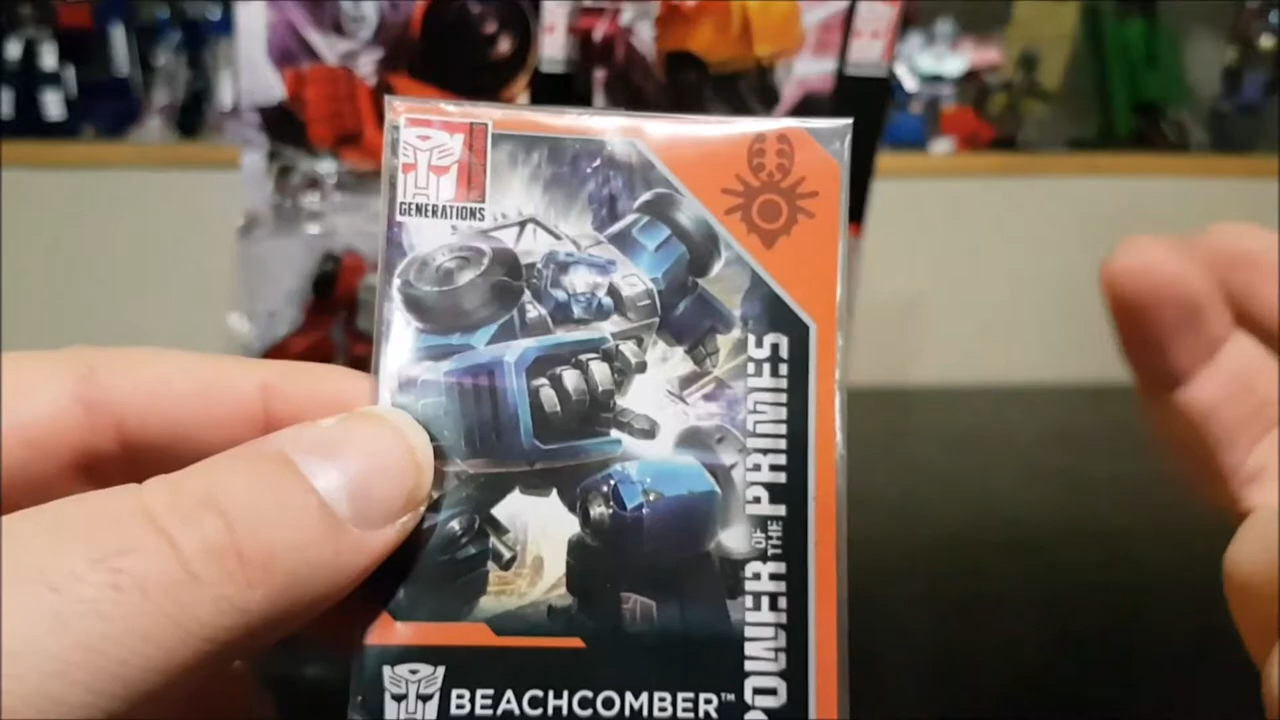 GENERATIONS
POWER OF THE PRIMES
BEACHCOMBER™